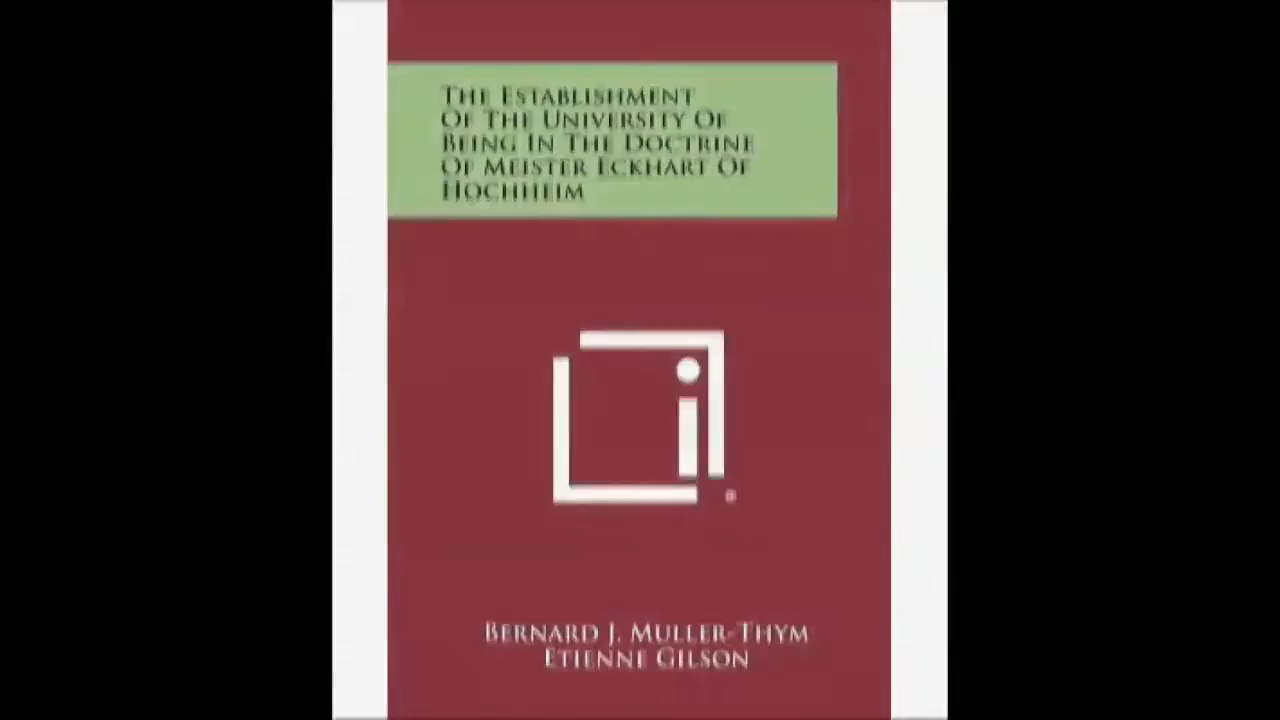 The Establishment
Of The University Of
Being In The Doctrine
Of Meister Eckhart Of
Hochheim
Bernard J. Muller-Thym
Etienne Gilson